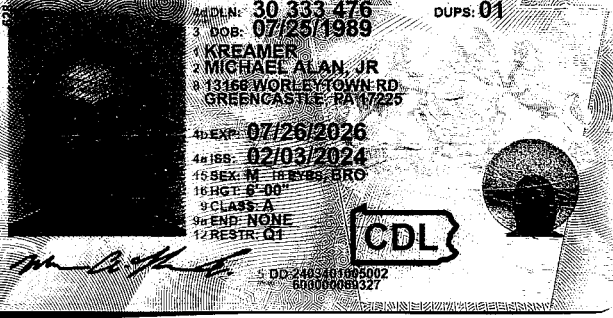 4d DLN: 30 333 476 DUPS: 01
3 DOB: 07/25/1989
1 KREAMER
2 MICHAEL ALAN, JR
8 13168 WORLEYTOWN RD
GREENCASTLE, PA 17225
4b EXP: 07/26/2026
4a ISS: 02/03/2024
15 SEX: M 18 EYES: BRO
16 HGT: 6'-00"
9 CLASS: A
9a END: NONE
12 RESTR: Q1
CDL
5 DD: 2403401005002
600000089327